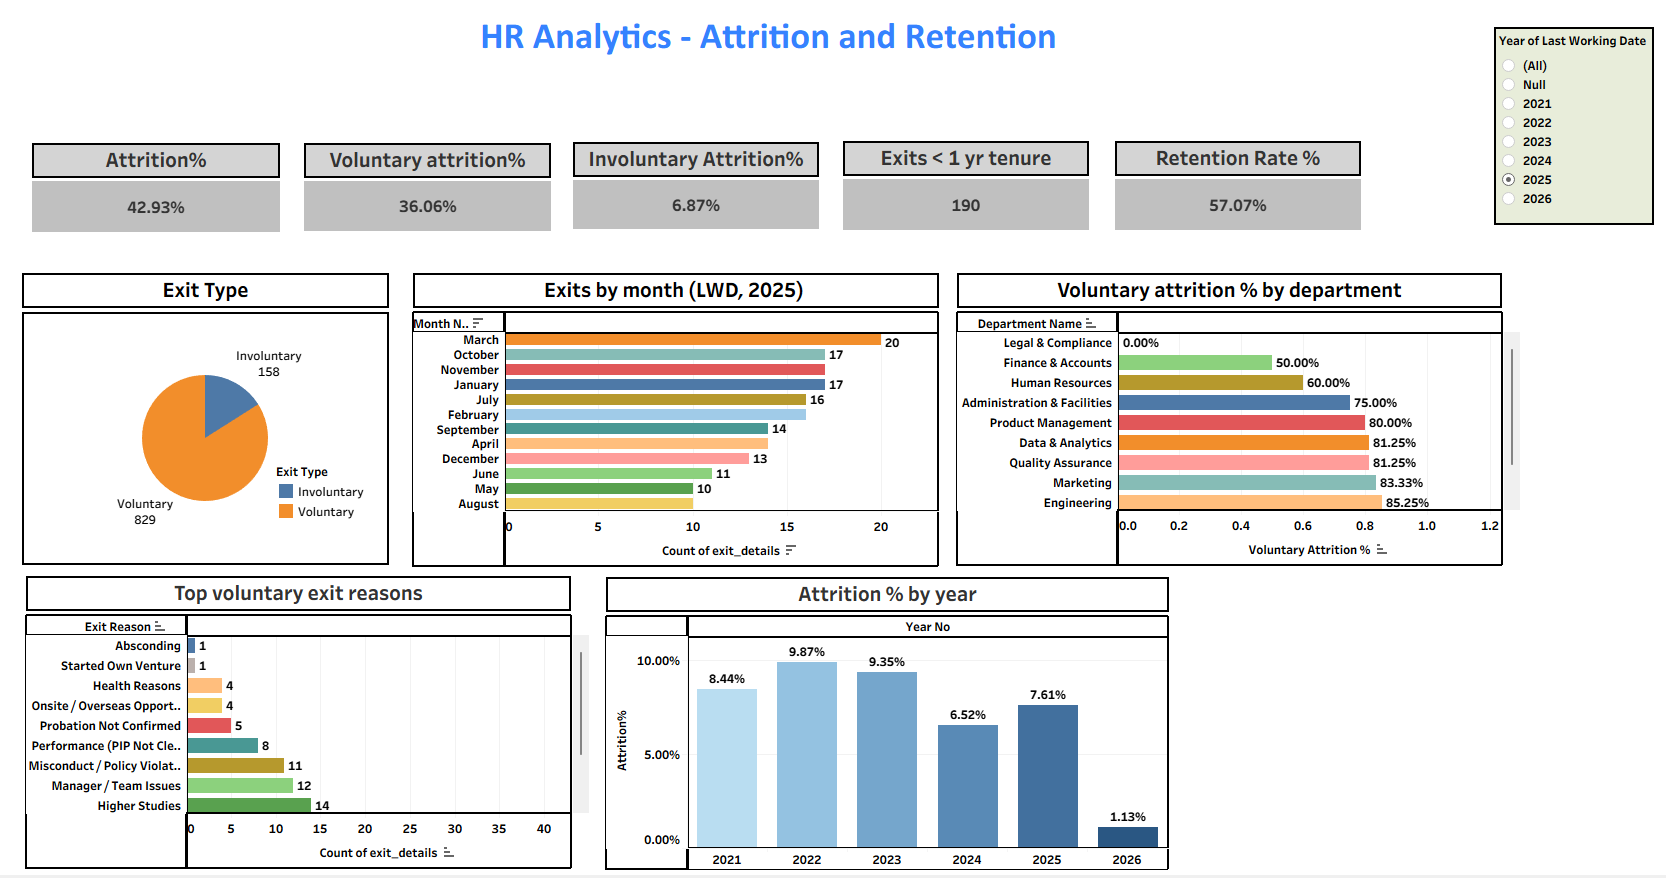 HR Analytics - Attrition and Retention
Year of Last Working Date
(All)
Null
2021
2022
2023
2024
2025
2026
Attrition%
42.93%
Voluntary attrition%
36.06%
Involuntary Attrition%
6.87%
Exits < 1 yr tenure
190
Retention Rate %
57.07%
Exit Type
Involuntary
158
Voluntary
829
Exit Type
Involuntary
Voluntary
Exits by month (LWD, 2025)
Month N..
March 20
October 17
November
January 17
July 16
February
September 14
April
December 13
June 11
May 10
August
0 5 10 15 20
Count of exit_details
Voluntary attrition % by department
Department Name
Legal & Compliance 0.00%
Finance & Accounts 50.00%
Human Resources 60.00%
Administration & Facilities 75.00%
Product Management 80.00%
Data & Analytics 81.25%
Quality Assurance 81.25%
Marketing 83.33%
Engineering 85.25%
0.0 0.2 0.4 0.6 0.8 1.0 1.2
Voluntary Attrition %
Top voluntary exit reasons
Exit Reason
Absconding 1
Started Own Venture 1
Health Reasons 4
Onsite / Overseas Opport.. 4
Probation Not Confirmed 5
Performance (PIP Not Cle.. 8
Misconduct / Policy Violat.. 11
Manager / Team Issues 12
Higher Studies 14
0 5 10 15 20 25 30 35 40
Count of exit_details
Attrition % by year
Year No
Attrition%
10.00%
5.00%
0.00%
8.44%
9.87%
9.35%
6.52%
7.61%
1.13%
2021 2022 2023 2024 2025 2026